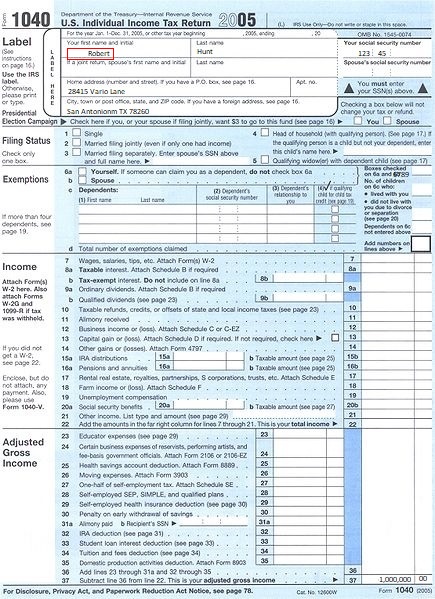 Form 1040 Department of the Treasury—Internal Revenue Service
U.S. Individual Income Tax Return 2005 (L) IRS Use Only—Do not write or staple in this space.
Label
(See instructions on page 16.)
Use the IRS label.
Otherwise, please print or type.
LABEL HERE
For the year Jan. 1-Dec. 31, 2005, or other tax year beginning , 2005, ending , 20 OMB No. 1545-0074
Your first name and initial Last name Your social security number
Robert Hunt 123 45
If a joint return, spouse's first name and initial Last name Spouse's social security number
Home address (number and street). If you have a P.O. box, see page 16. Apt. no.
28415 Vario Lane
▲ You must enter your SSN(s) above. ▲
City, town or post office, state, and ZIP code. If you have a foreign address, see page 16.
San Antonionm TX 78260
Checking a box below will not change your tax or refund.
Presidential Election Campaign ▶ Check here if you, or your spouse if filing jointly, want $3 to go to this fund (see page 16) ▶ You Spouse
Filing Status
Check only one box.
1 Single
2 Married filing jointly (even if only one had income)
3 Married filing separately. Enter spouse's SSN above and full name here. ▶
4 Head of household (with qualifying person). (See page 17.) If the qualifying person is a child but not your dependent, enter this child's name here. ▶
5 Qualifying widow(er) with dependent child (see page 17)
Exemptions
6a Yourself. If someone can claim you as a dependent, do not check box 6a
b Spouse
c Dependents:
(1) First name Last name
(2) Dependent's social security number
(3) Dependent's relationship to you
(4) ✓ if qualifying child for child tax credit (see page 19)
If more than four dependents, see page 19.
Boxes checked on 6a and 6b
6789
No. of children on 6c who:
• lived with you
• did not live with you due to divorce or separation (see page 20)
Dependents on 6c not entered above
d Total number of exemptions claimed
Add numbers on lines above ▶
Income
Attach Form(s) W-2 here. Also attach Forms W-2G and 1099-R if tax was withheld.
If you did not get a W-2, see page 22.
Enclose, but do not attach, any payment. Also, please use Form 1040-V.
7 Wages, salaries, tips, etc. Attach Form(s) W-2 7
8a Taxable interest. Attach Schedule B if required 8a
b Tax-exempt interest. Do not include on line 8a 8b
9a Ordinary dividends. Attach Schedule B if required 9a
b Qualified dividends (see page 23) 9b
10 Taxable refunds, credits, or offsets of state and local income taxes (see page 23) 10
11 Alimony received 11
12 Business income or (loss). Attach Schedule C or C-EZ 12
13 Capital gain or (loss). Attach Schedule D if required. If not required, check here ▶ 13
14 Other gains or (losses). Attach Form 4797 14
15a IRA distributions 15a b Taxable amount (see page 25) 15b
16a Pensions and annuities 16a b Taxable amount (see page 25) 16b
17 Rental real estate, royalties, partnerships, S corporations, trusts, etc. Attach Schedule E 17
18 Farm income or (loss). Attach Schedule F 18
19 Unemployment compensation 19
20a Social security benefits 20a b Taxable amount (see page 27) 20b
21 Other income. List type and amount (see page 29) 21
22 Add the amounts in the far right column for lines 7 through 21. This is your total income ▶ 22
Adjusted Gross Income
23 Educator expenses (see page 29) 23
24 Certain business expenses of reservists, performing artists, and fee-basis government officials. Attach Form 2106 or 2106-EZ 24
25 Health savings account deduction. Attach Form 8889 25
26 Moving expenses. Attach Form 3903 26
27 One-half of self-employment tax. Attach Schedule SE 27
28 Self-employed SEP, SIMPLE, and qualified plans 28
29 Self-employed health insurance deduction (see page 30) 29
30 Penalty on early withdrawal of savings 30
31a Alimony paid b Recipient's SSN ▶ 31a
32 IRA deduction (see page 31) 32
33 Student loan interest deduction (see page 33) 33
34 Tuition and fees deduction (see page 34) 34
35 Domestic production activities deduction. Attach Form 8903 35
36 Add lines 23 through 31a and 32 through 35 36
37 Subtract line 36 from line 22. This is your adjusted gross income ▶ 37 1,000,000 00
For Disclosure, Privacy Act, and Paperwork Reduction Act Notice, see page 78. Cat. No. 12600W Form 1040 (2005)